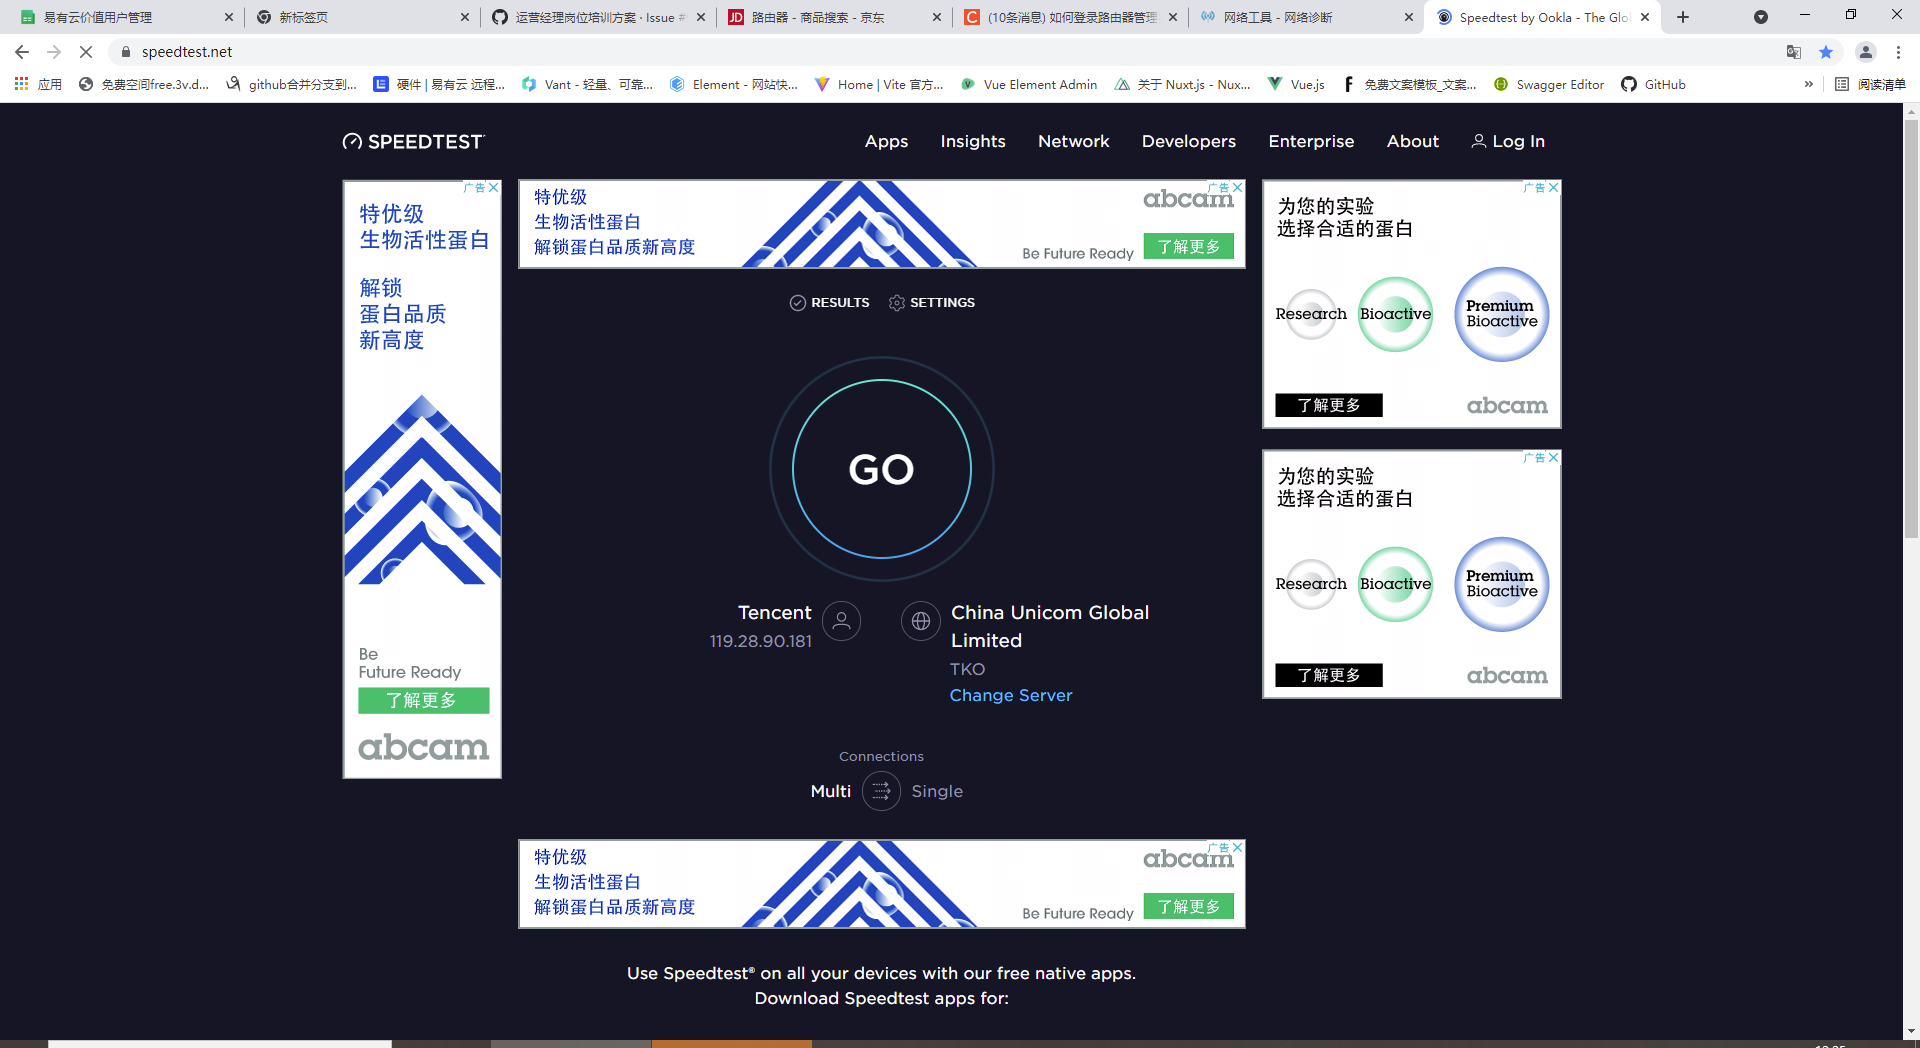 易有云价值用户管理
新标签页
运营经理岗位培训方案 · Issue #
路由器 - 商品搜索 - 京东
(10条消息) 如何登录路由器管理
网络工具 - 网络诊断
Speedtest by Ookla - The Glo
speedtest.net
应用
免费空间free.3v.d...
github合并分支到...
硬件 | 易有云 远程...
Vant - 轻量、可靠...
Element - 网站快...
Home | Vite 官方...
Vue Element Admin
关于 Nuxt.js - Nux...
Vue.js
免费文案模板_文案...
Swagger Editor
GitHub
»
阅读清单
SPEEDTEST
Apps
Insights
Network
Developers
Enterprise
About
Log In
广告
特优级
生物活性蛋白
解锁
蛋白品质
新高度
Be
Future Ready
了解更多
abcam
广告
特优级
生物活性蛋白
解锁蛋白品质新高度
abcam
Be Future Ready
了解更多
RESULTS
SETTINGS
GO
Tencent
119.28.90.181
China Unicom Global
Limited
TKO
Change Server
Connections
Multi
Single
广告
为您的实验
选择合适的蛋白
Research
Bioactive
Premium
Bioactive
了解更多
abcam
广告
为您的实验
选择合适的蛋白
Research
Bioactive
Premium
Bioactive
了解更多
abcam
广告
特优级
生物活性蛋白
解锁蛋白品质新高度
abcam
Be Future Ready
了解更多
Use Speedtest® on all your devices with our free native apps.
Download Speedtest apps for: